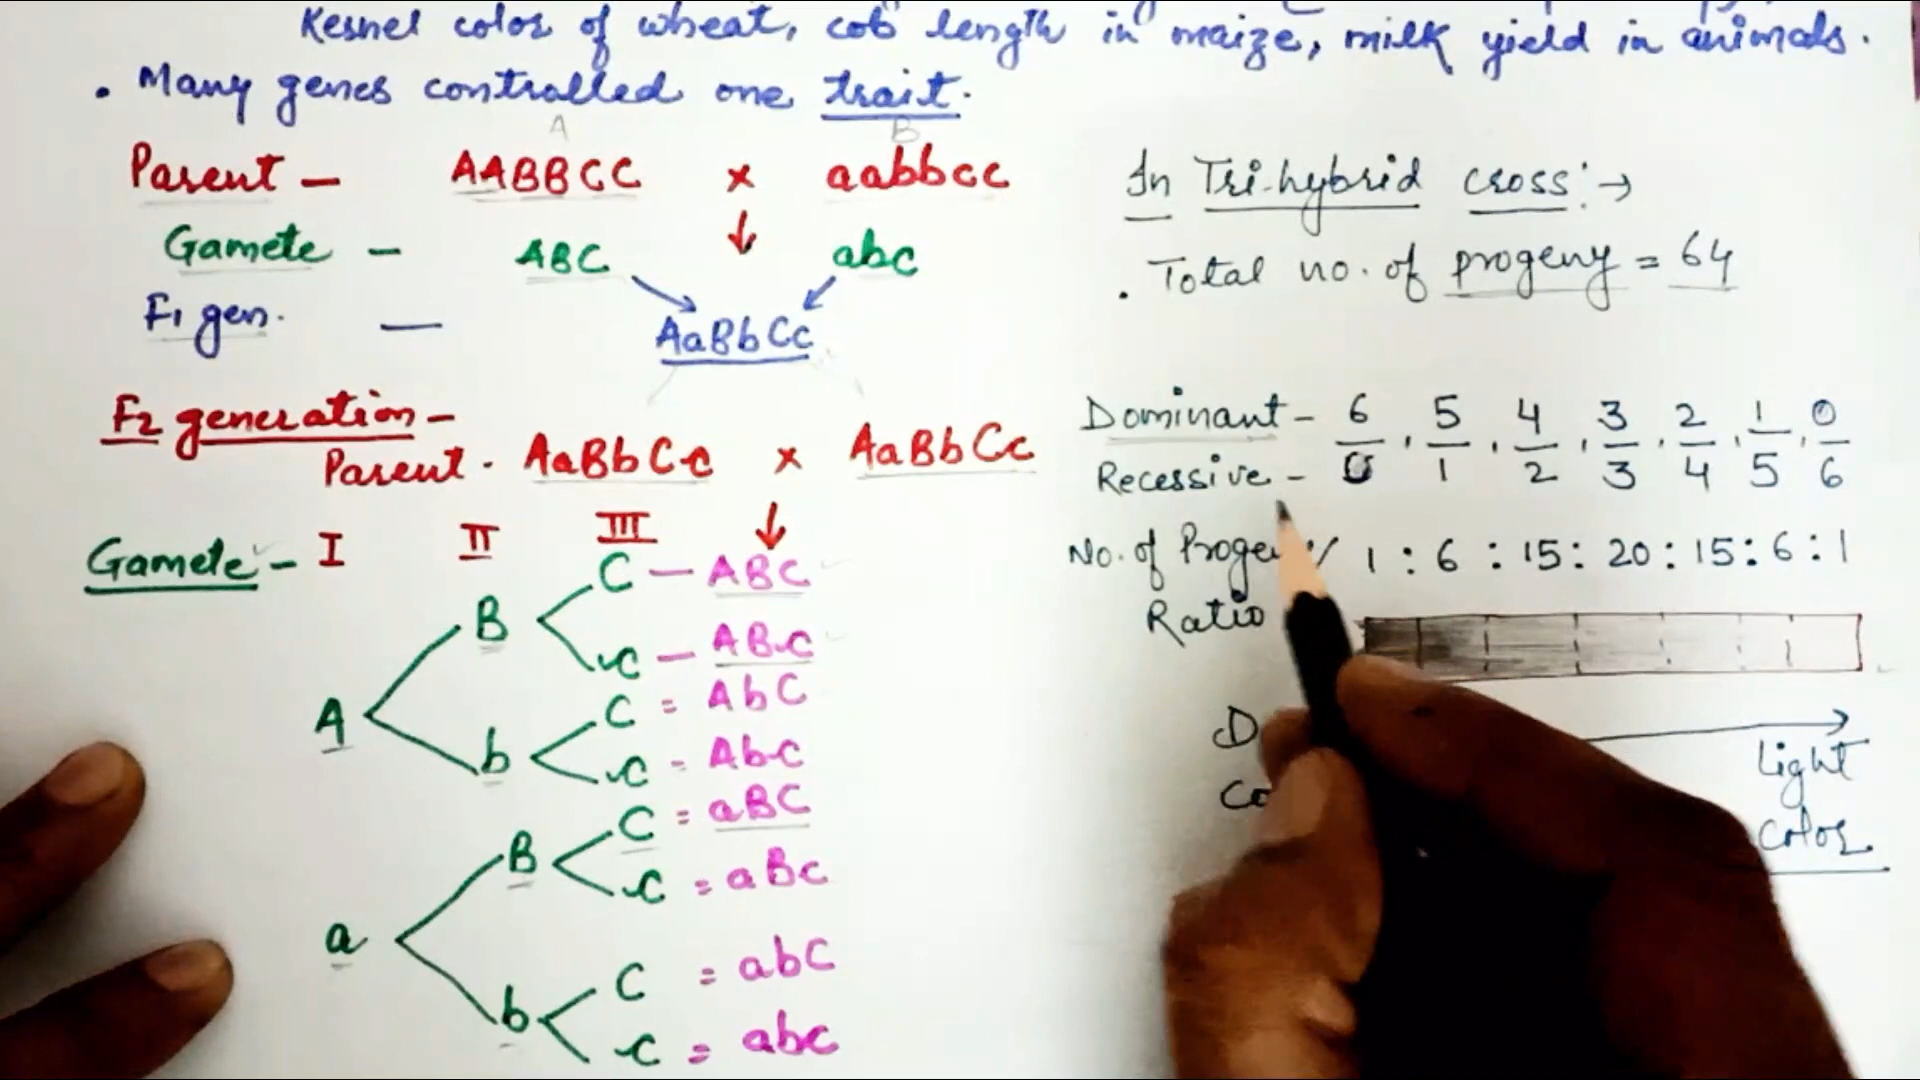 Kernel color of wheat, cob length in maize, milk yield in animals.
• Many genes controlled one trait.
A B
Parent - AABBCC × aabbcc
Gamete - ABC abc
F1 gen. — AaBbCc
F2 generation -
Parent. AaBbCc × AaBbCc
Gamete - I II III
A B C - ABC
c - ABc
b C = AbC
c - Abc
a B C = aBC
c = aBc
b C = abC
c = abc
In Tri-hybrid cross :→
• Total no. of progeny = 64
Dominant - 6 , 5 , 4 , 3 , 2 , 1 , 0
Recessive - 0 1 2 3 4 5 6
No. of 1 : 6 : 15 : 20 : 15 : 6 : 1
Ratio
Light
color